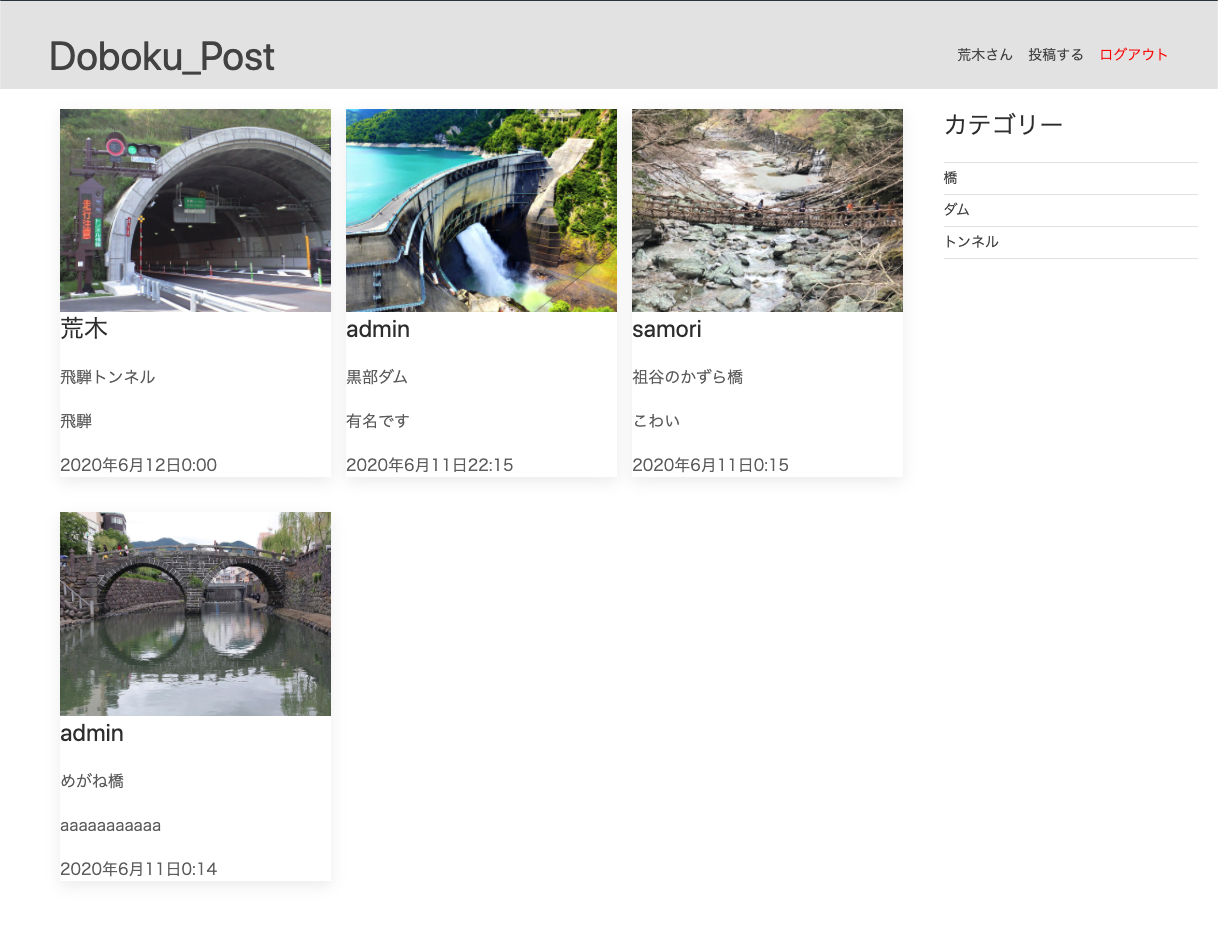 Doboku_Post
荒木さん 投稿する ログアウト
走行注意
荒木
飛騨トンネル
飛騨
2020年6月12日0:00
admin
黒部ダム
有名です
2020年6月11日22:15
samori
祖谷のかずら橋
こわい
2020年6月11日0:15
admin
めがね橋
aaaaaaaaaaa
2020年6月11日0:14
カテゴリー
橋
ダム
トンネル